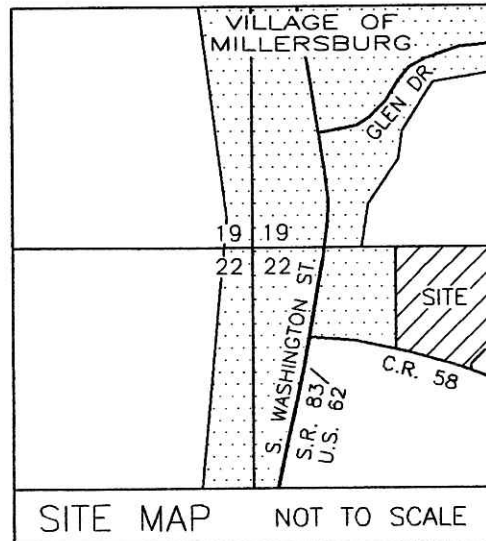 VILLAGE OF
MILLERSBURG
GLEN DR.
19 19
22 22
S. WASHINGTON ST.
SITE
C.R. 58
S.R. 83/
U.S. 62
SITE MAP NOT TO SCALE